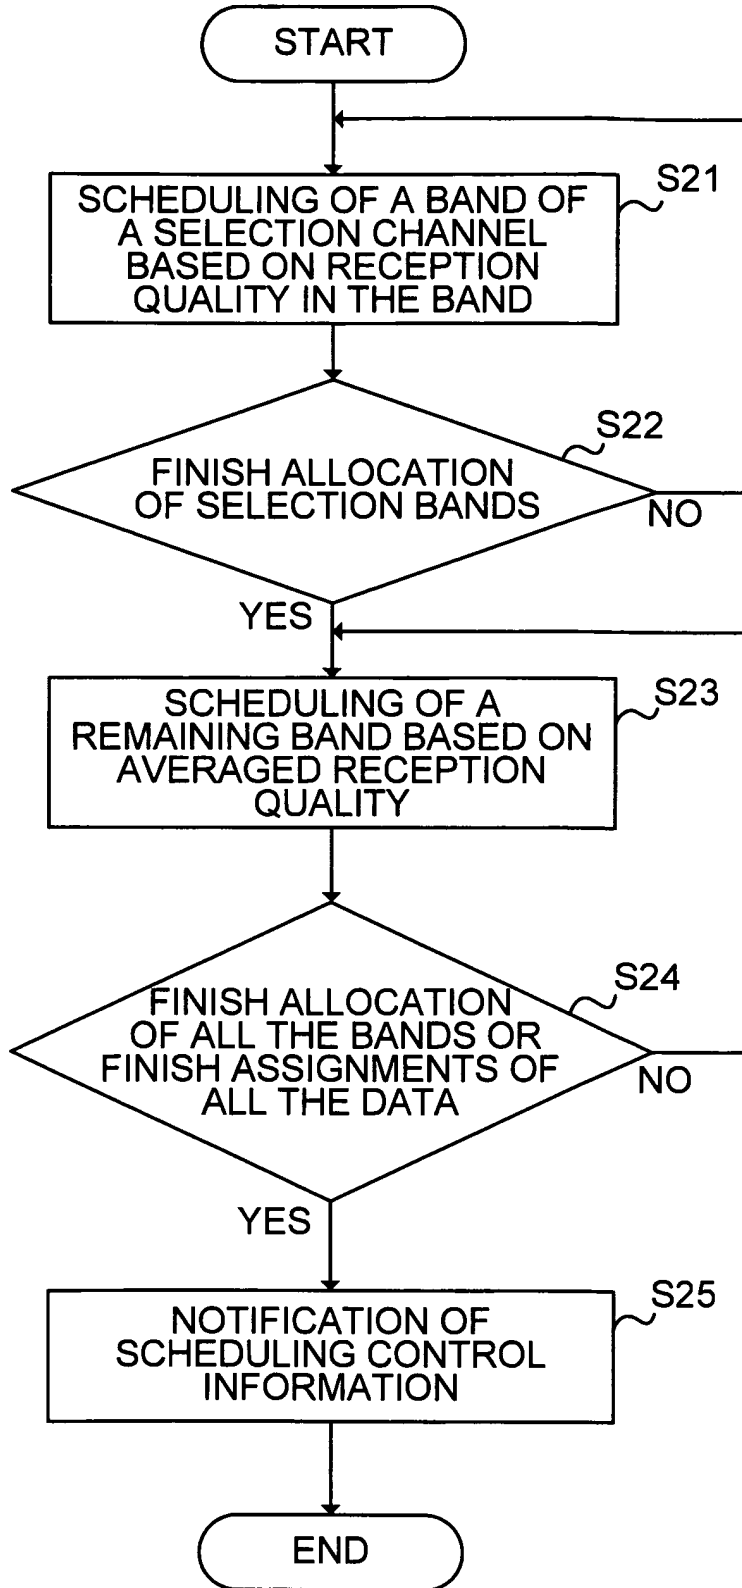 START
S21
SCHEDULING OF A BAND OF
A SELECTION CHANNEL
BASED ON RECEPTION
QUALITY IN THE BAND
S22
FINISH ALLOCATION
OF SELECTION BANDS
NO
YES
S23
SCHEDULING OF A
REMAINING BAND BASED ON
AVERAGED RECEPTION
QUALITY
S24
FINISH ALLOCATION
OF ALL THE BANDS OR
FINISH ASSIGNMENTS OF
ALL THE DATA
NO
YES
S25
NOTIFICATION OF
SCHEDULING CONTROL
INFORMATION
END